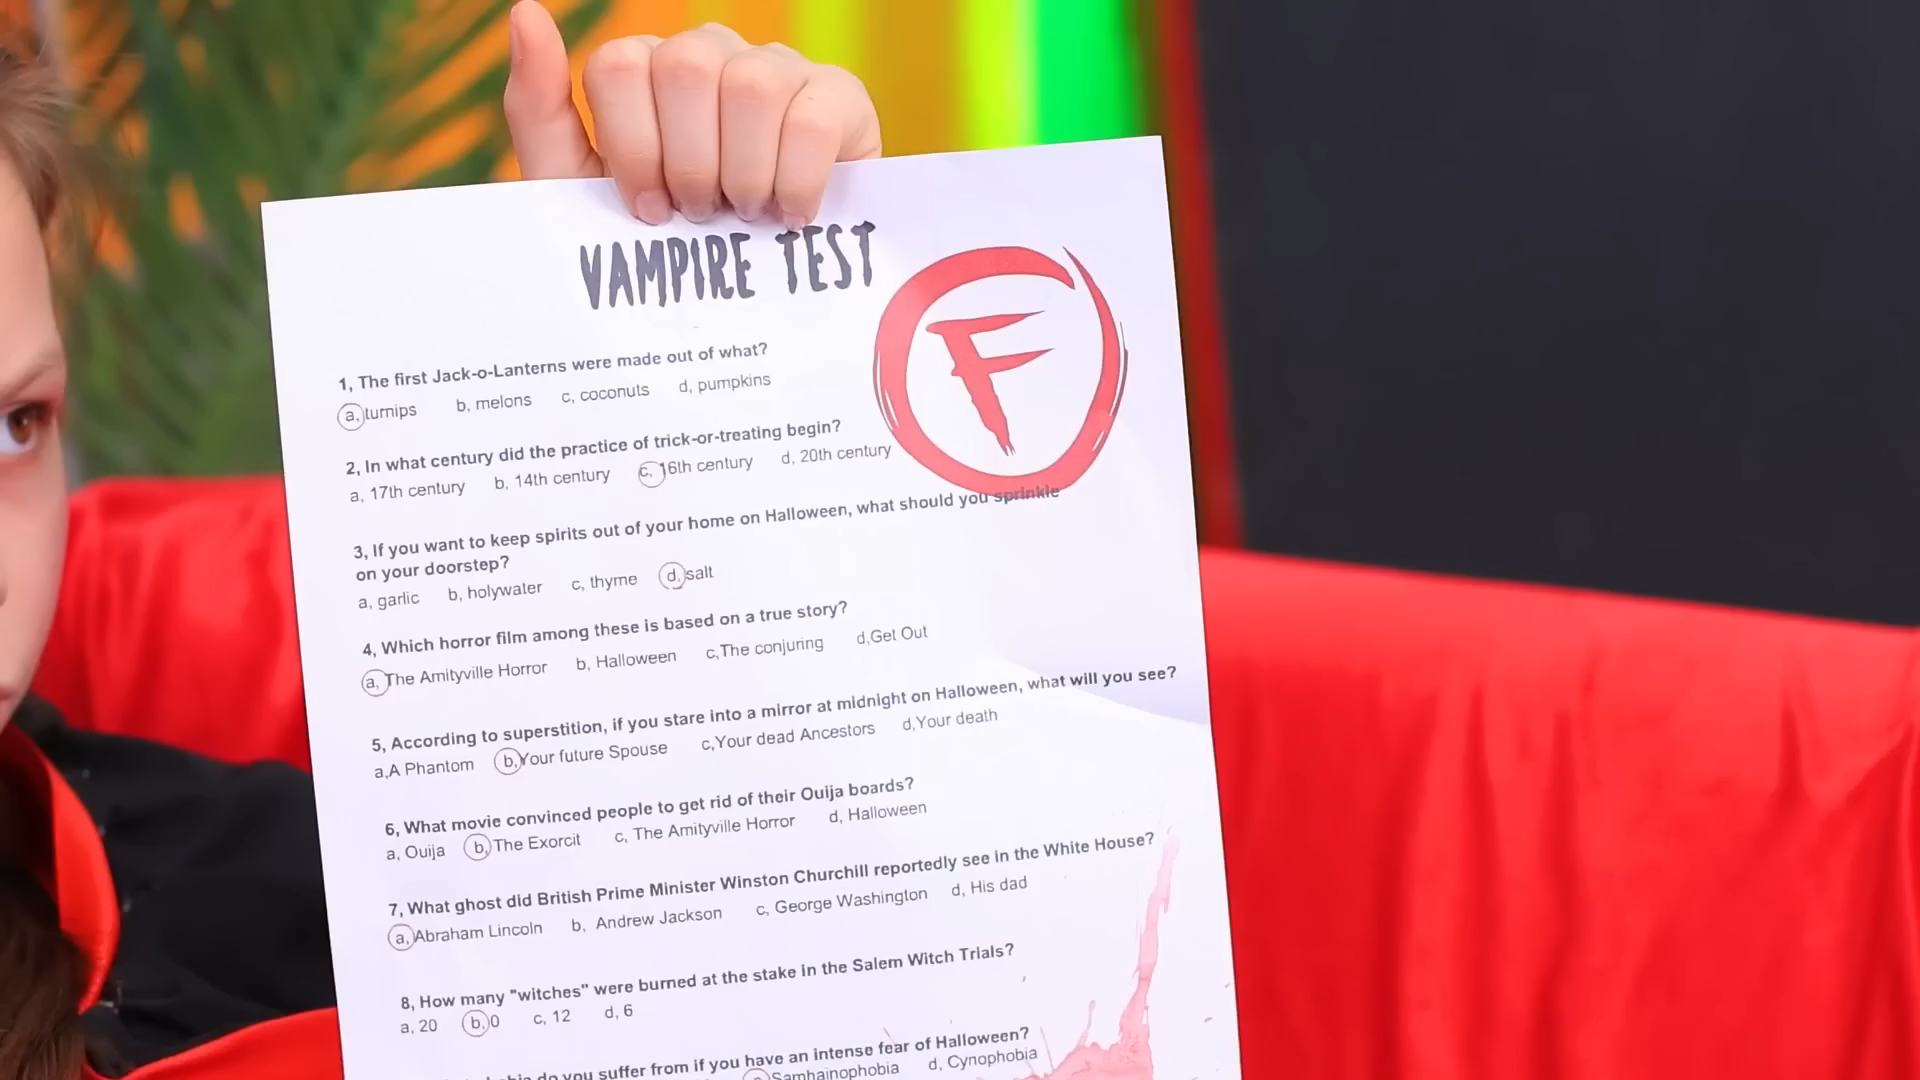 VAMPIRE TEST
F
1, The first Jack-o-Lanterns were made out of what?
a, turnips b, melons c, coconuts d, pumpkins
2, In what century did the practice of trick-or-treating begin?
a, 17th century b, 14th century c, 16th century d, 20th century
3, If you want to keep spirits out of your home on Halloween, what should you sprinkle
on your doorstep?
a, garlic b, holywater c, thyme d, salt
4, Which horror film among these is based on a true story?
a, The Amityville Horror b, Halloween c,The conjuring d,Get Out
5, According to superstition, if you stare into a mirror at midnight on Halloween, what will you see?
a,A Phantom b,Your future Spouse c,Your dead Ancestors d,Your death
6, What movie convinced people to get rid of their Ouija boards?
a, Ouija b, The Exorcit c, The Amityville Horror d, Halloween
7, What ghost did British Prime Minister Winston Churchill reportedly see in the White House?
a, Abraham Lincoln b, Andrew Jackson c, George Washington d, His dad
8, How many "witches" were burned at the stake in the Salem Witch Trials?
a, 20 b,0 c, 12 d, 6
do you suffer from if you have an intense fear of Halloween?
Samhainophobia d, Cynophobia